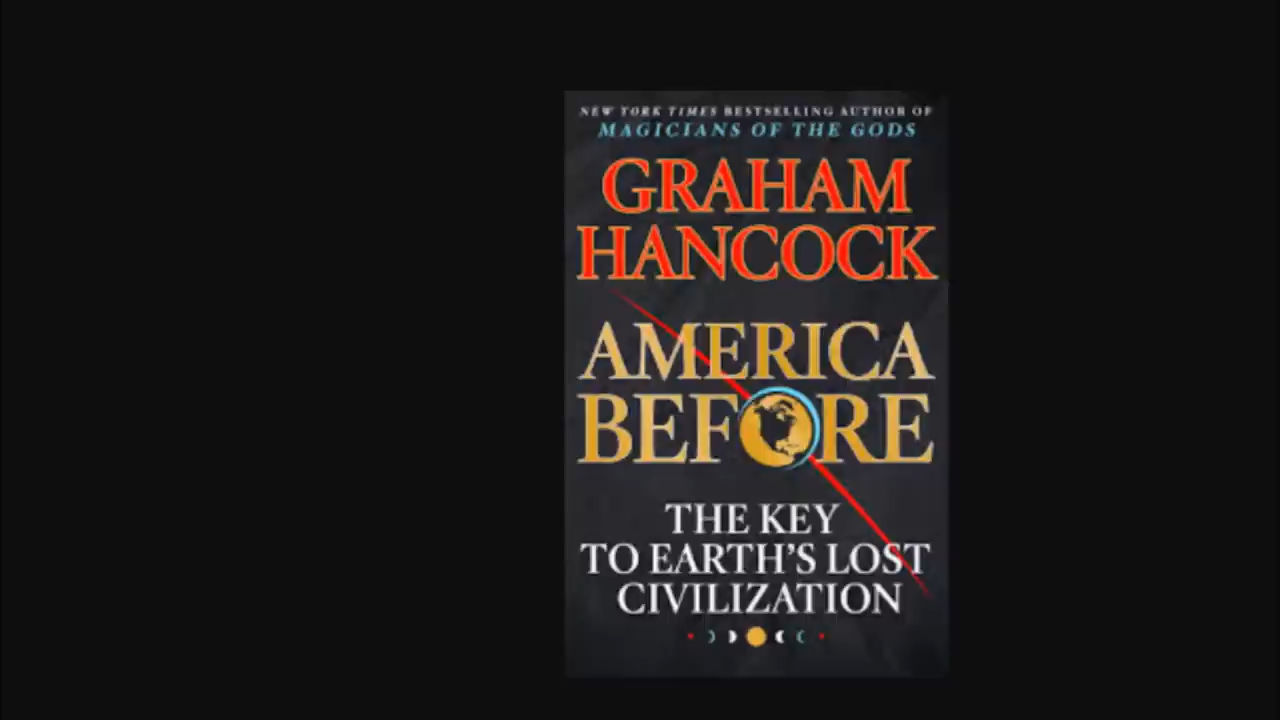 NEW YORK TIMES BESTSELLING AUTHOR OF
MAGICIANS OF THE GODS
GRAHAM
HANCOCK
AMERICA
BEFORE
THE KEY
TO EARTH'S LOST
CIVILIZATION